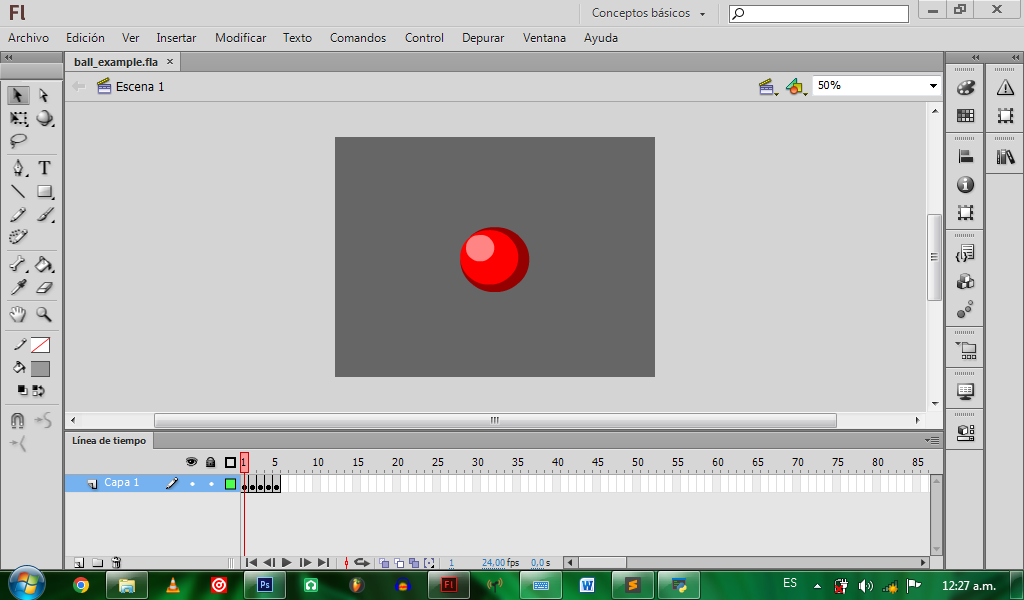 Fl
Conceptos básicos
Archivo Edición Ver Insertar Modificar Texto Comandos Control Depurar Ventana Ayuda
ball_example.fla
Escena 1
50%
T
Línea de tiempo
1 5 10 15 20 25 30 35 40 45 50 55 60 65 70 75 80 85
Capa 1
1 24,00 fps 0,0 s
Ps Fl W S ES 12:27 a.m.